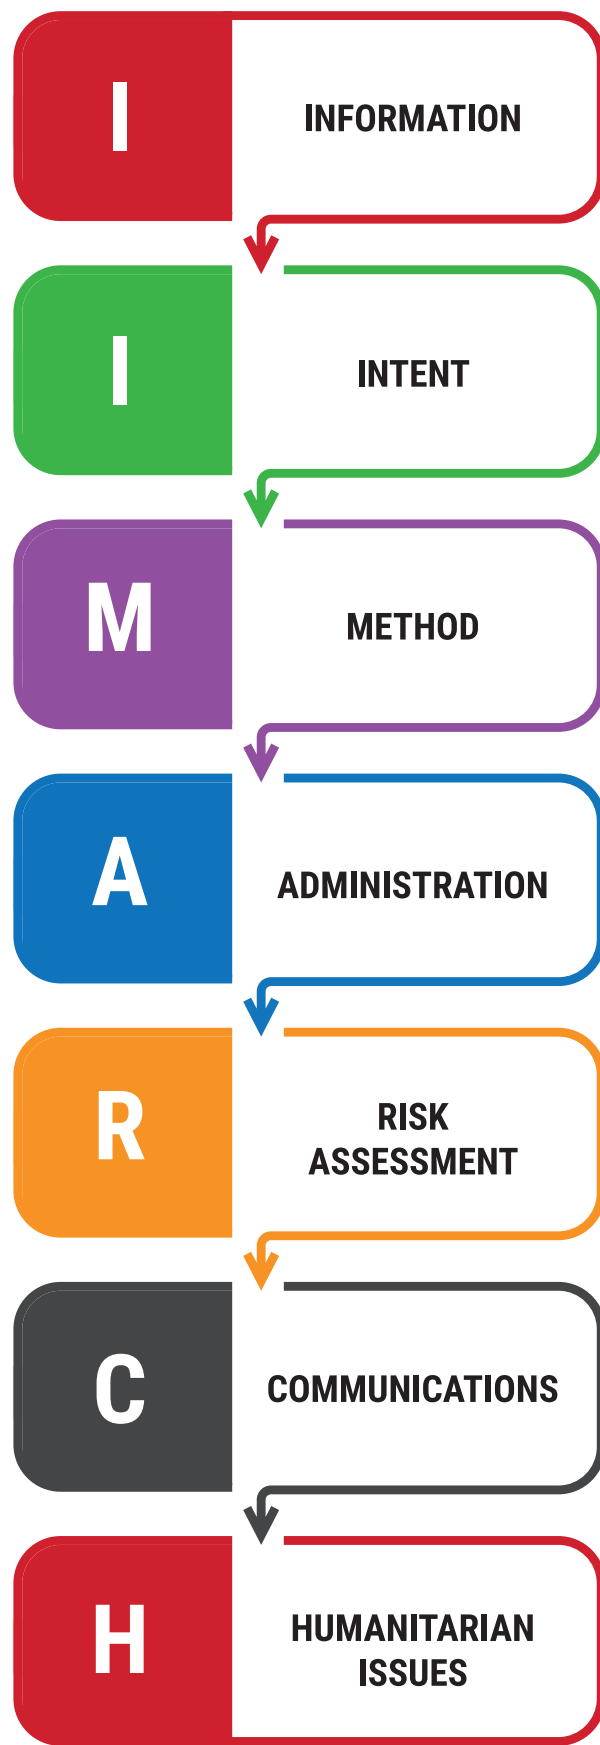 I
INFORMATION
I
INTENT
M
METHOD
A
ADMINISTRATION
R
RISK
ASSESSMENT
C
COMMUNICATIONS
H
HUMANITARIAN
ISSUES